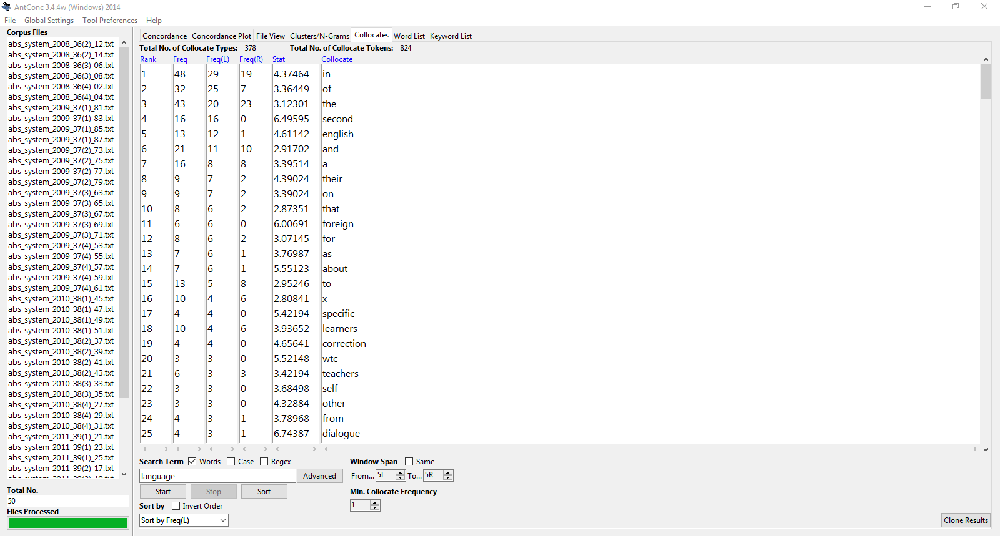 AntConc 3.4.4w (Windows) 2014
File Global Settings Tool Preferences Help
Corpus Files
abs_system_2008_36(2)_12.txt
abs_system_2008_36(2)_14.txt
abs_system_2008_36(3)_06.txt
abs_system_2008_36(3)_08.txt
abs_system_2008_36(4)_02.txt
abs_system_2008_36(4)_04.txt
abs_system_2009_37(1)_81.txt
abs_system_2009_37(1)_83.txt
abs_system_2009_37(1)_85.txt
abs_system_2009_37(1)_87.txt
abs_system_2009_37(2)_73.txt
abs_system_2009_37(2)_75.txt
abs_system_2009_37(2)_77.txt
abs_system_2009_37(2)_79.txt
abs_system_2009_37(3)_63.txt
abs_system_2009_37(3)_65.txt
abs_system_2009_37(3)_67.txt
abs_system_2009_37(3)_69.txt
abs_system_2009_37(3)_71.txt
abs_system_2009_37(4)_53.txt
abs_system_2009_37(4)_55.txt
abs_system_2009_37(4)_57.txt
abs_system_2009_37(4)_59.txt
abs_system_2009_37(4)_61.txt
abs_system_2010_38(1)_45.txt
abs_system_2010_38(1)_47.txt
abs_system_2010_38(1)_49.txt
abs_system_2010_38(1)_51.txt
abs_system_2010_38(2)_37.txt
abs_system_2010_38(2)_39.txt
abs_system_2010_38(2)_41.txt
abs_system_2010_38(2)_43.txt
abs_system_2010_38(3)_33.txt
abs_system_2010_38(3)_35.txt
abs_system_2010_38(4)_27.txt
abs_system_2010_38(4)_29.txt
abs_system_2010_38(4)_31.txt
abs_system_2011_39(1)_21.txt
abs_system_2011_39(1)_23.txt
abs_system_2011_39(1)_25.txt
abs_system_2011_39(2)_17.txt
Total No.
50
Files Processed
Concordance Concordance Plot File View Clusters/N-Grams Collocates Word List Keyword List
Total No. of Collocate Types: 378 Total No. of Collocate Tokens: 824
Rank Freq Freq(L) Freq(R) Stat Collocate
1 48 29 19 4.37464 in
2 32 25 7 3.36449 of
3 43 20 23 3.12301 the
4 16 16 0 6.49595 second
5 13 12 1 4.61142 english
6 21 11 10 2.91702 and
7 16 8 8 3.39514 a
8 9 7 2 4.39024 their
9 9 7 2 3.39024 on
10 8 6 2 2.87351 that
11 6 6 0 6.00691 foreign
12 8 6 2 3.07145 for
13 7 6 1 3.76987 as
14 7 6 1 5.55123 about
15 13 5 8 2.95246 to
16 10 4 6 2.80841 x
17 4 4 0 5.42194 specific
18 10 4 6 3.93652 learners
19 4 4 0 4.65641 correction
20 3 3 0 5.52148 wtc
21 6 3 3 3.42194 teachers
22 3 3 0 3.68498 self
23 3 3 0 4.32884 other
24 4 3 1 3.78968 from
25 4 3 1 6.74387 dialogue
Search Term Words Case Regex
language Advanced
Start Stop Sort
Sort by Invert Order
Sort by Freq(L)
Window Span Same
From... 5L To... 5R
Min. Collocate Frequency
1
Clone Results